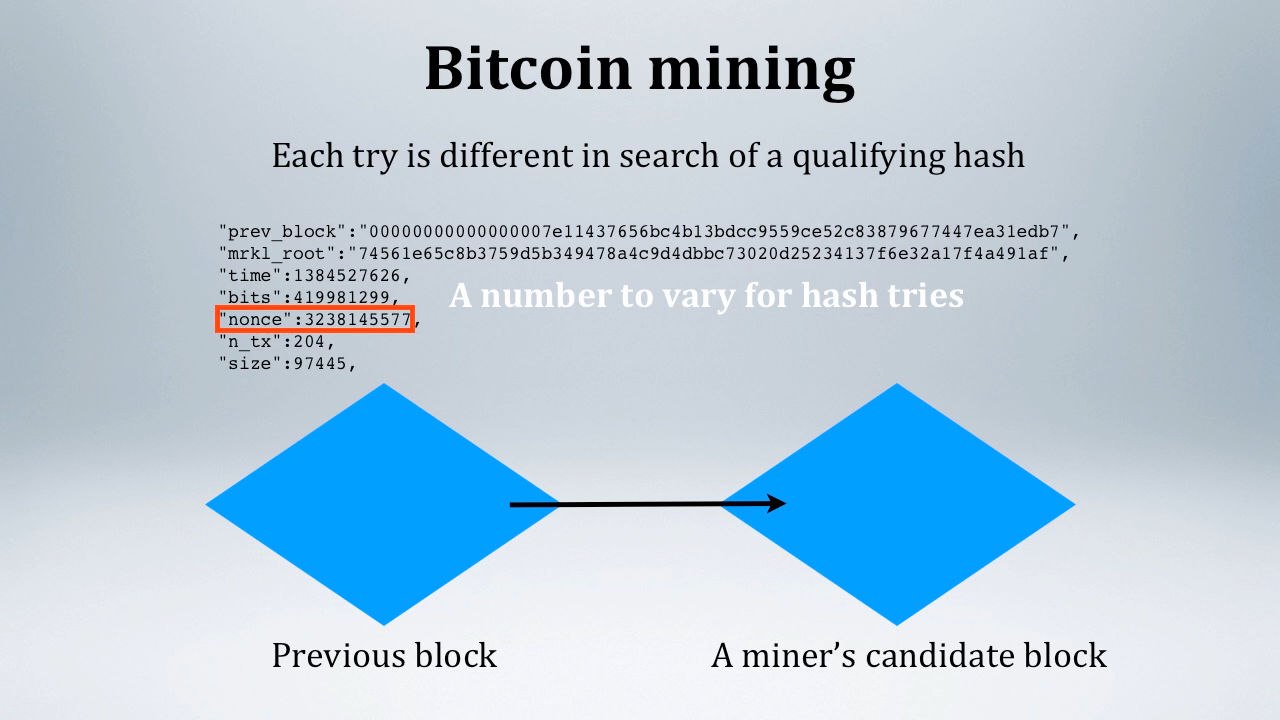 Bitcoin mining
Each try is different in search of a qualifying hash
"prev_block":"00000000000000007e11437656bc4b13bdcc9559ce52c83879677447ea31edb7",
"mrkl_root":"74561e65c8b3759d5b349478a4c9d4dbbc73020d25234137f6e32a17f4a491af",
"time":1384527626,
"bits":419981299,
A number to vary for hash tries
"nonce":3238145577,
"n_tx":204,
"size":97445,
Previous block
A miner’s candidate block